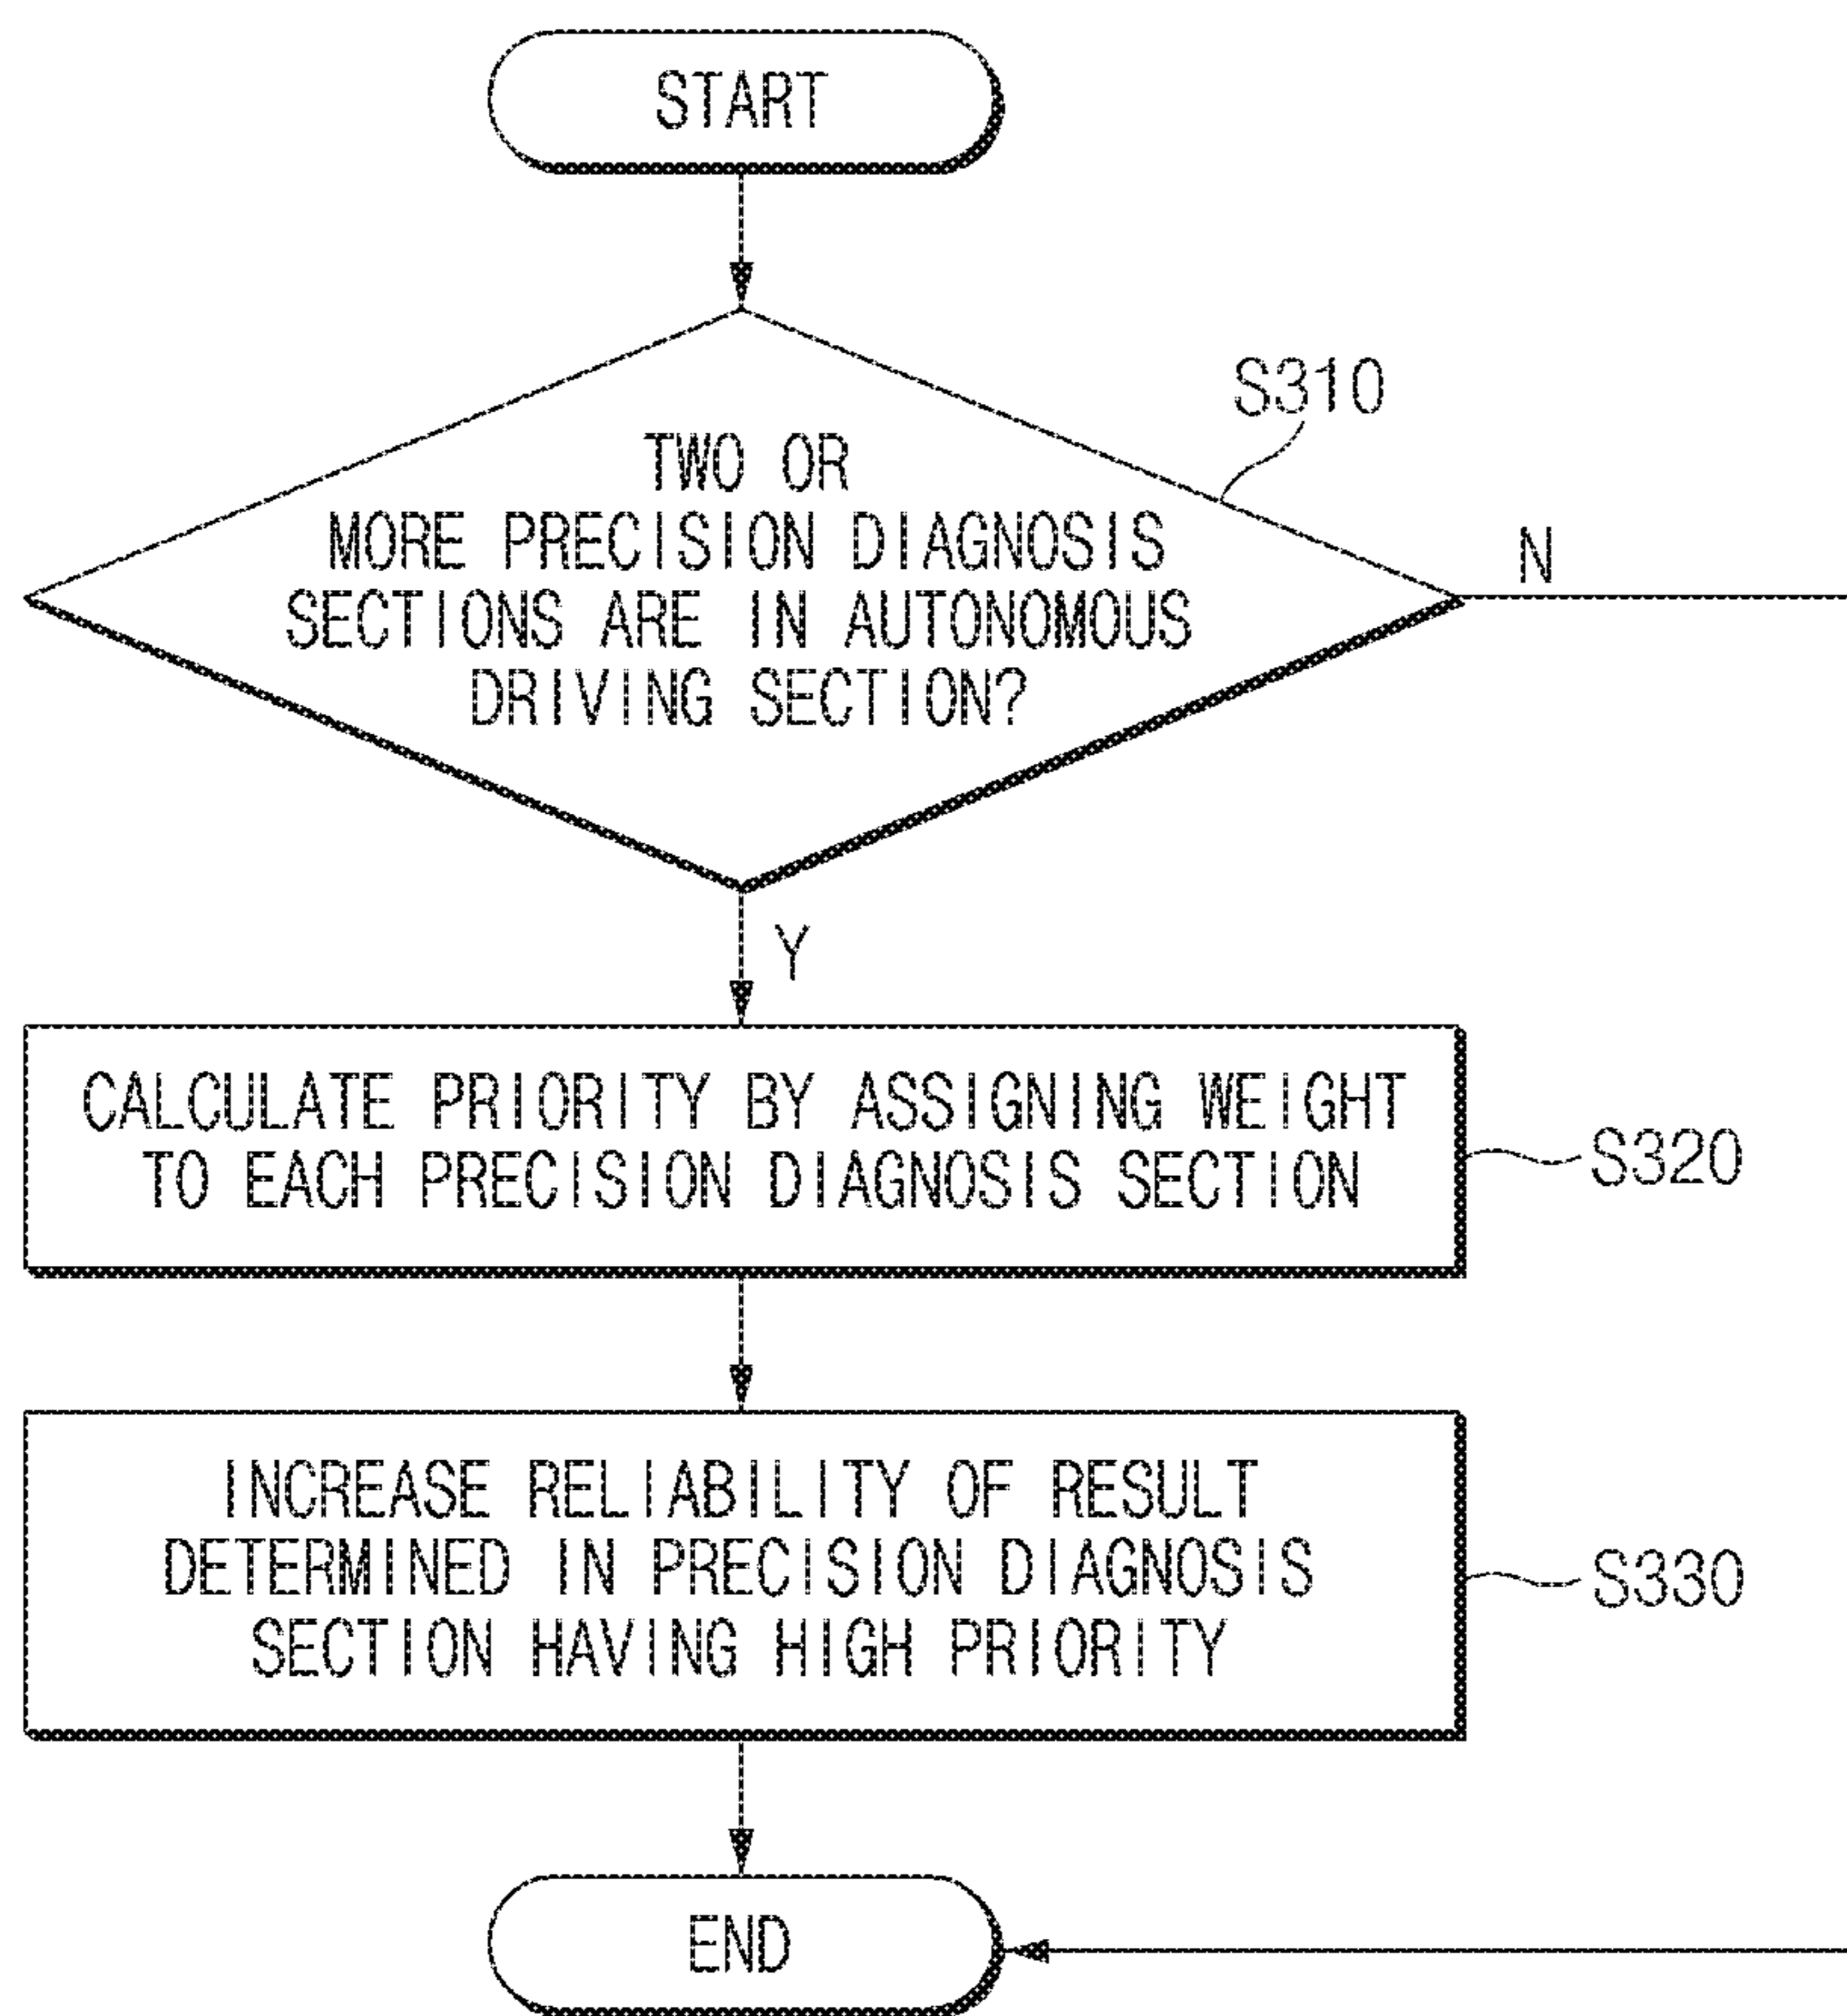 START
S310
TWO OR
MORE PRECISION DIAGNOSIS
SECTIONS ARE IN AUTONOMOUS
DRIVING SECTION?
N
Y
CALCULATE PRIORITY BY ASSIGNING WEIGHT
TO EACH PRECISION DIAGNOSIS SECTION
S320
INCREASE RELIABILITY OF RESULT
DETERMINED IN PRECISION DIAGNOSIS
SECTION HAVING HIGH PRIORITY
S330
END